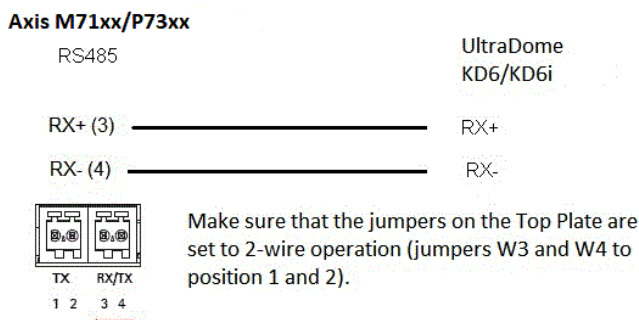 Axis M71xx/P73xx
RS485
UltraDome
KD6/KD6i
RX+ (3)
RX+
RX- (4)
RX-
Make sure that the jumpers on the Top Plate are
set to 2-wire operation (jumpers W3 and W4 to
position 1 and 2).
TX RX/TX
1 2 3 4